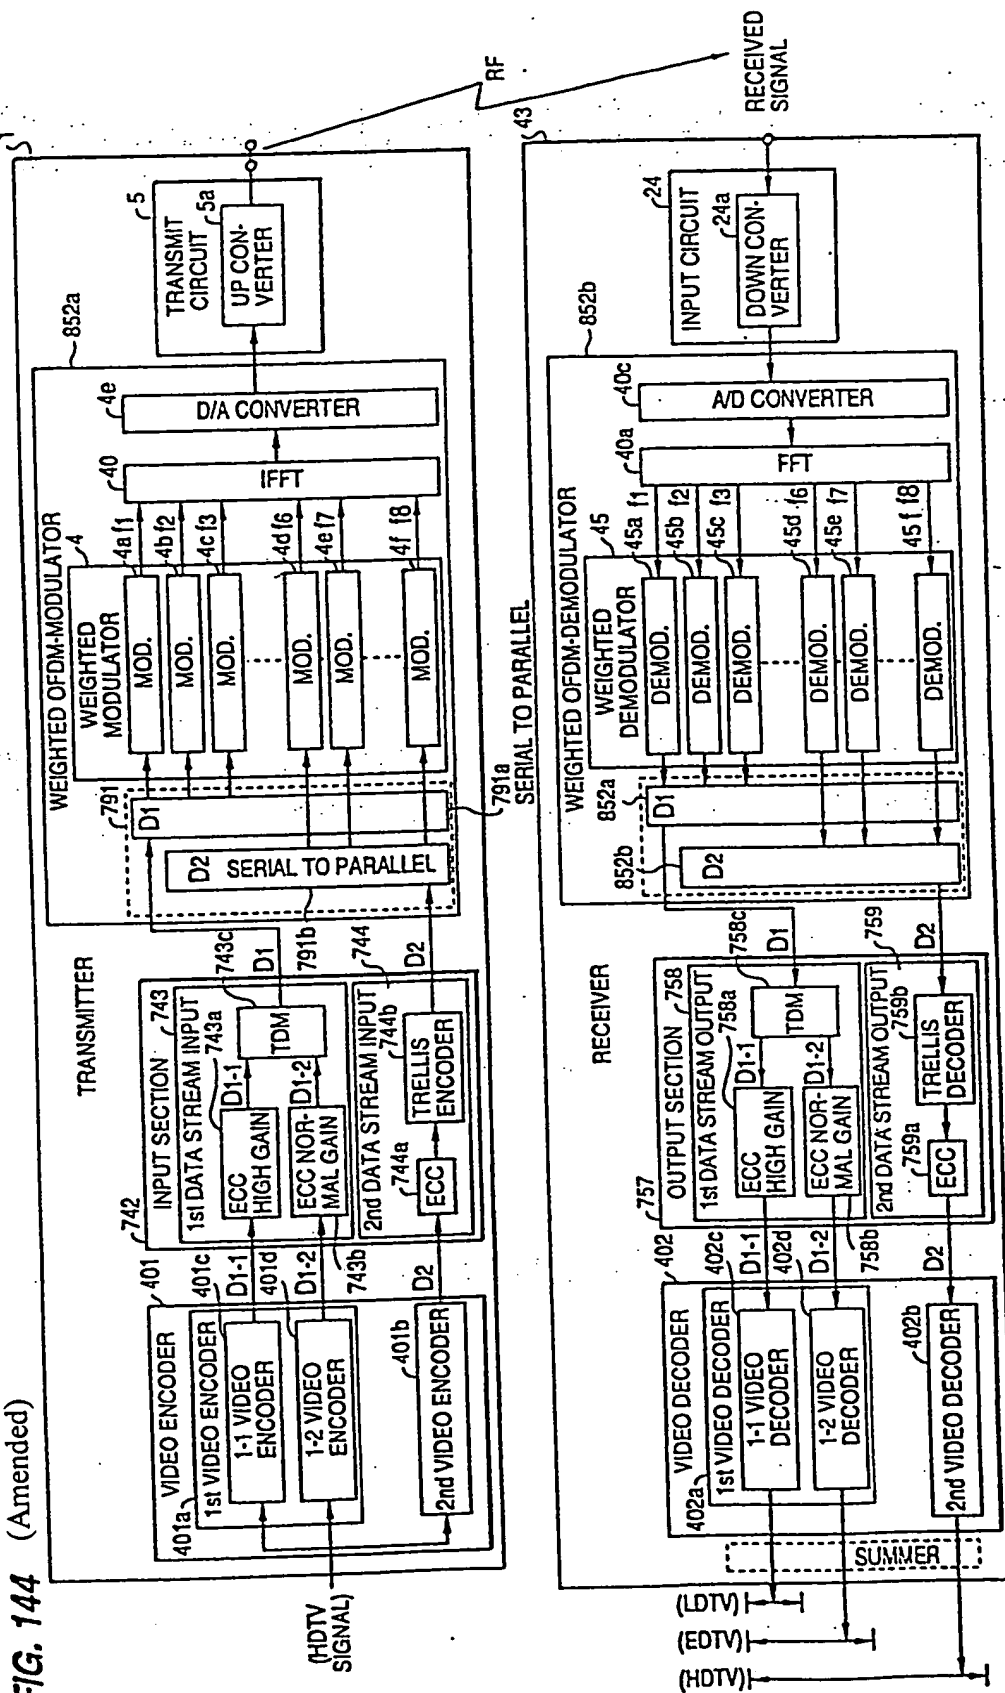 FIG. 144 (Amended)
TRANSMITTER
1
(HDTV
SIGNAL)
VIDEO ENCODER
401
401a
1st VIDEO ENCODER
1-1 VIDEO
ENCODER
401c
1-2 VIDEO
ENCODER
401d
2nd VIDEO ENCODER
401b
D1-1
D1-2
D2
742
INPUT SECTION
743
1st DATA STREAM INPUT
743a
ECC
HIGH GAIN
D1-1
ECC NOR-
MAL GAIN
743b
D1-2
TDM
743c
D1
2nd DATA STREAM INPUT
744
744a
ECC
744b
TRELLIS
ENCODER
D2
WEIGHTED OFDM-MODULATOR
852a
791
D1
D2 SERIAL TO PARALLEL
791b
791a
SERIAL TO PARALLEL
WEIGHTED
MODULATOR
4
MOD.
4a f1
MOD.
4b f2
MOD.
4c f3
MOD.
4d f6
MOD.
4e f7
MOD.
4f f8
40
IFFT
4e
D/A CONVERTER
TRANSMIT
CIRCUIT
5
5a
UP CON-
VERTER
RF
RECEIVED
SIGNAL
RECEIVER
43
INPUT CIRCUIT
24
24a
DOWN CON-
VERTER
WEIGHTED OFDM-DEMODULATOR
852b
40c
A/D CONVERTER
40a
FFT
WEIGHTED
DEMODULATOR
45
DEMOD.
45a f1
DEMOD.
45b f2
DEMOD.
45c f3
DEMOD.
45d f6
DEMOD.
45e f7
DEMOD.
45f f8
852a
D1
852b
D2
D1
D2
757
OUTPUT SECTION
758
1st DATA STREAM OUTPUT
758a
758c
TDM
D1-1
ECC
HIGH GAIN
D1-2
ECC NOR-
MAL GAIN
758b
2nd DATA STREAM OUTPUT
759
759b
TRELLIS
DECODER
759a
ECC
D1-1
D1-2
D2
VIDEO DECODER
402
402a
1st VIDEO DECODER
402c
1-1 VIDEO
DECODER
402d
1-2 VIDEO
DECODER
402b
2nd VIDEO DECODER
SUMMER
(LDTV)
(EDTV)
(HDTV)